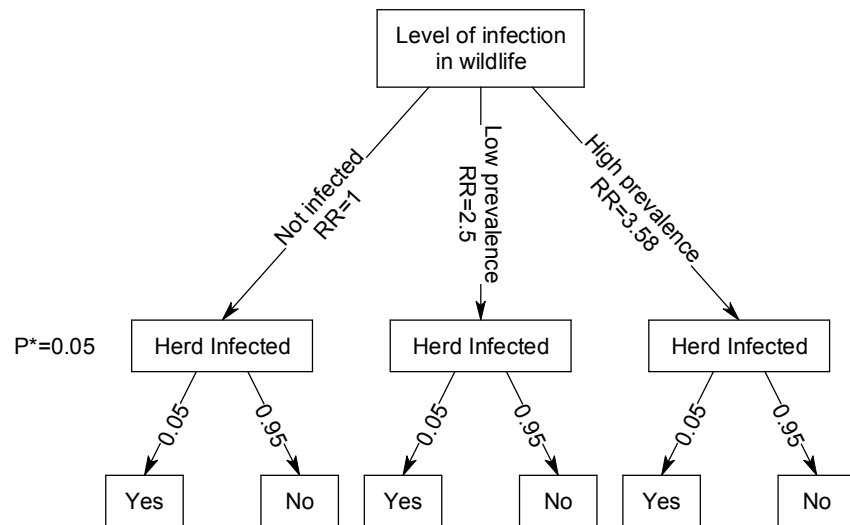 Level of infection
in wildlife
Not infected
RR=1
Low prevalence
RR=2.5
High prevalence
RR=3.58
P*=0.05
Herd Infected
Herd Infected
Herd Infected
0.05
0.95
0.05
0.95
0.05
0.95
Yes
No
Yes
No
Yes
No